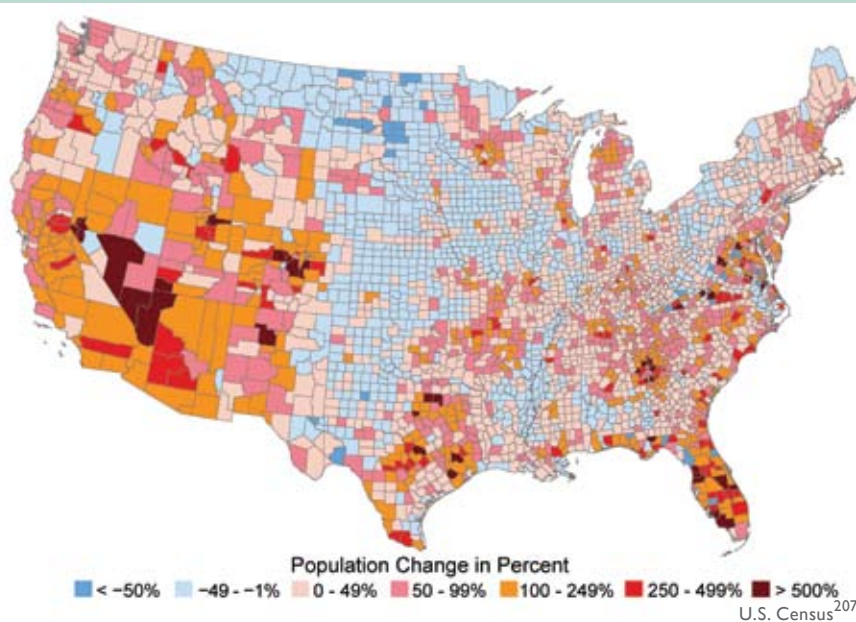 Population Change in Percent
< −50% −49 - −1% 0 - 49% 50 - 99% 100 - 249% 250 - 499% > 500%
U.S. Census207